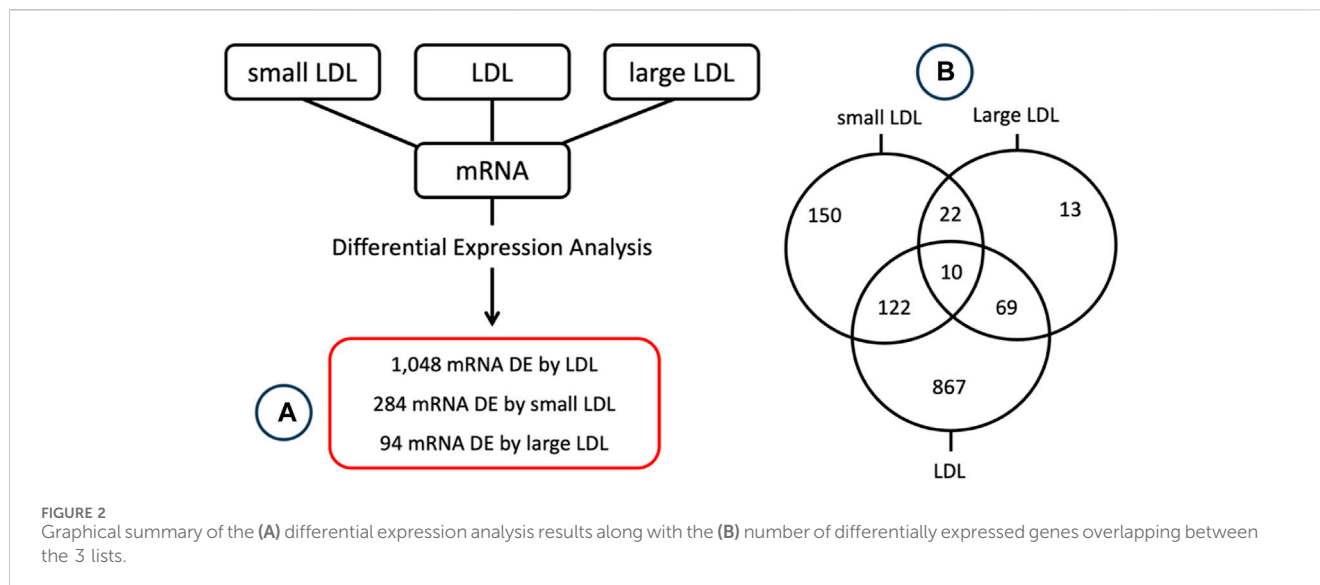 small LDL
LDL
large LDL
mRNA
Differential Expression Analysis
A
1,048 mRNA DE by LDL
284 mRNA DE by small LDL
94 mRNA DE by large LDL
B
small LDL
Large LDL
150
22
13
10
122
69
867
LDL
FIGURE 2
Graphical summary of the (A) differential expression analysis results along with the (B) number of differentially expressed genes overlapping between
the 3 lists.